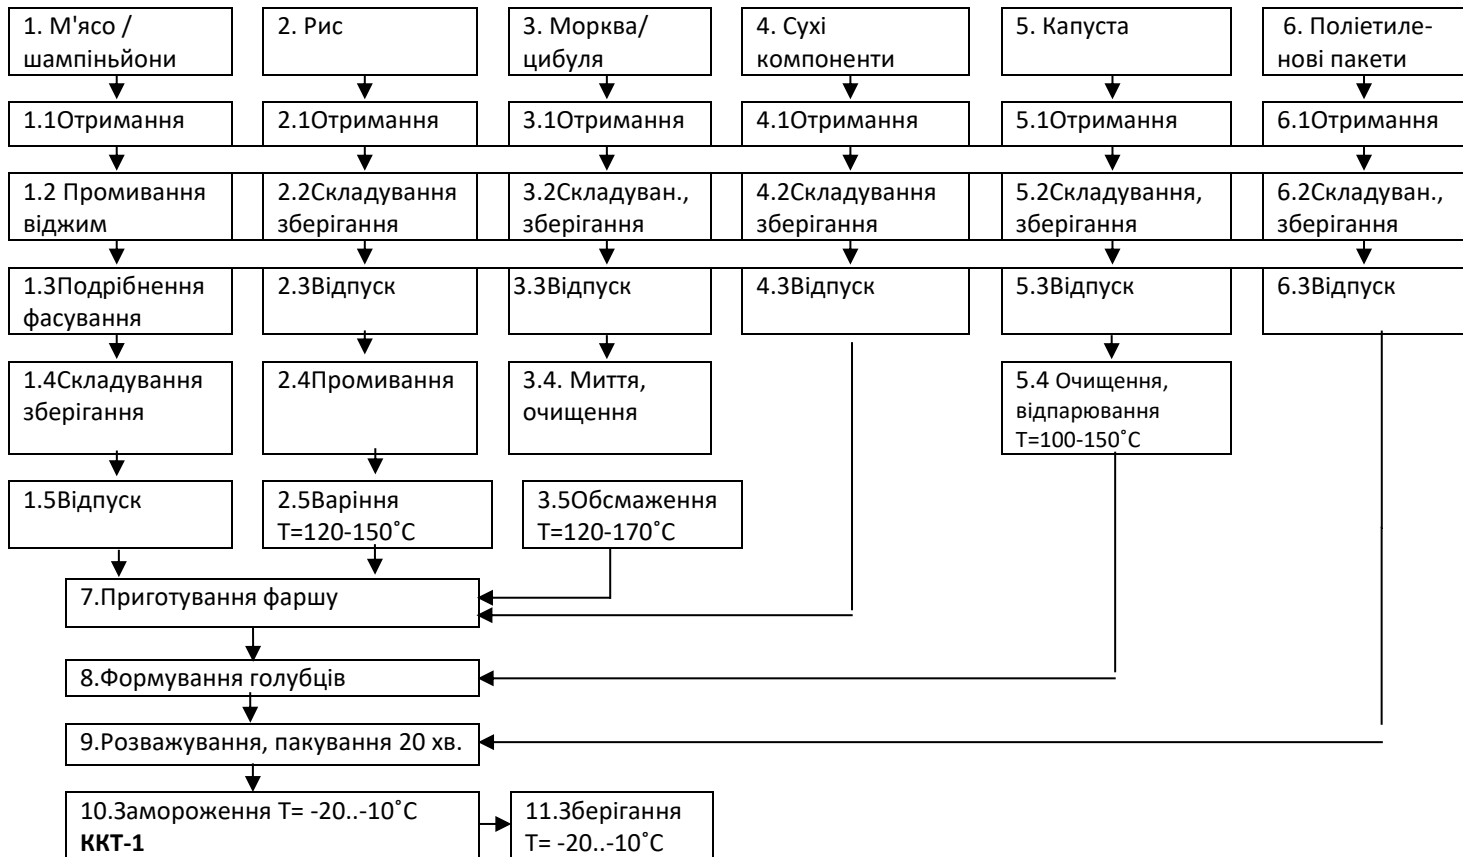 1. М'ясо /
шампіньйони
2. Рис
3. Морква/
цибуля
4. Сухі
компоненти
5. Капуста
6. Поліетиле-
нові пакети
1.1Отримання
2.1Отримання
3.1Отримання
4.1Отримання
5.1Отримання
6.1Отримання
1.2 Промивання
віджим
2.2Складування
зберігання
3.2Складуван.,
зберігання
4.2Складування
зберігання
5.2Складування,
зберігання
6.2Складуван.,
зберігання
1.3Подрібнення
фасування
2.3Відпуск
3.3Відпуск
4.3Відпуск
5.3Відпуск
6.3Відпуск
1.4Складування
зберігання
2.4Промивання
3.4. Миття,
очищення
5.4 Очищення,
відпарювання
Т=100-150˚С
1.5Відпуск
2.5Варіння
Т=120-150˚С
3.5Обсмаження
Т=120-170˚С
7.Приготування фаршу
8.Формування голубців
9.Розважування, пакування 20 хв.
10.Замороження Т= -20..-10˚С
ККТ-1
11.Зберігання
Т= -20..-10˚С